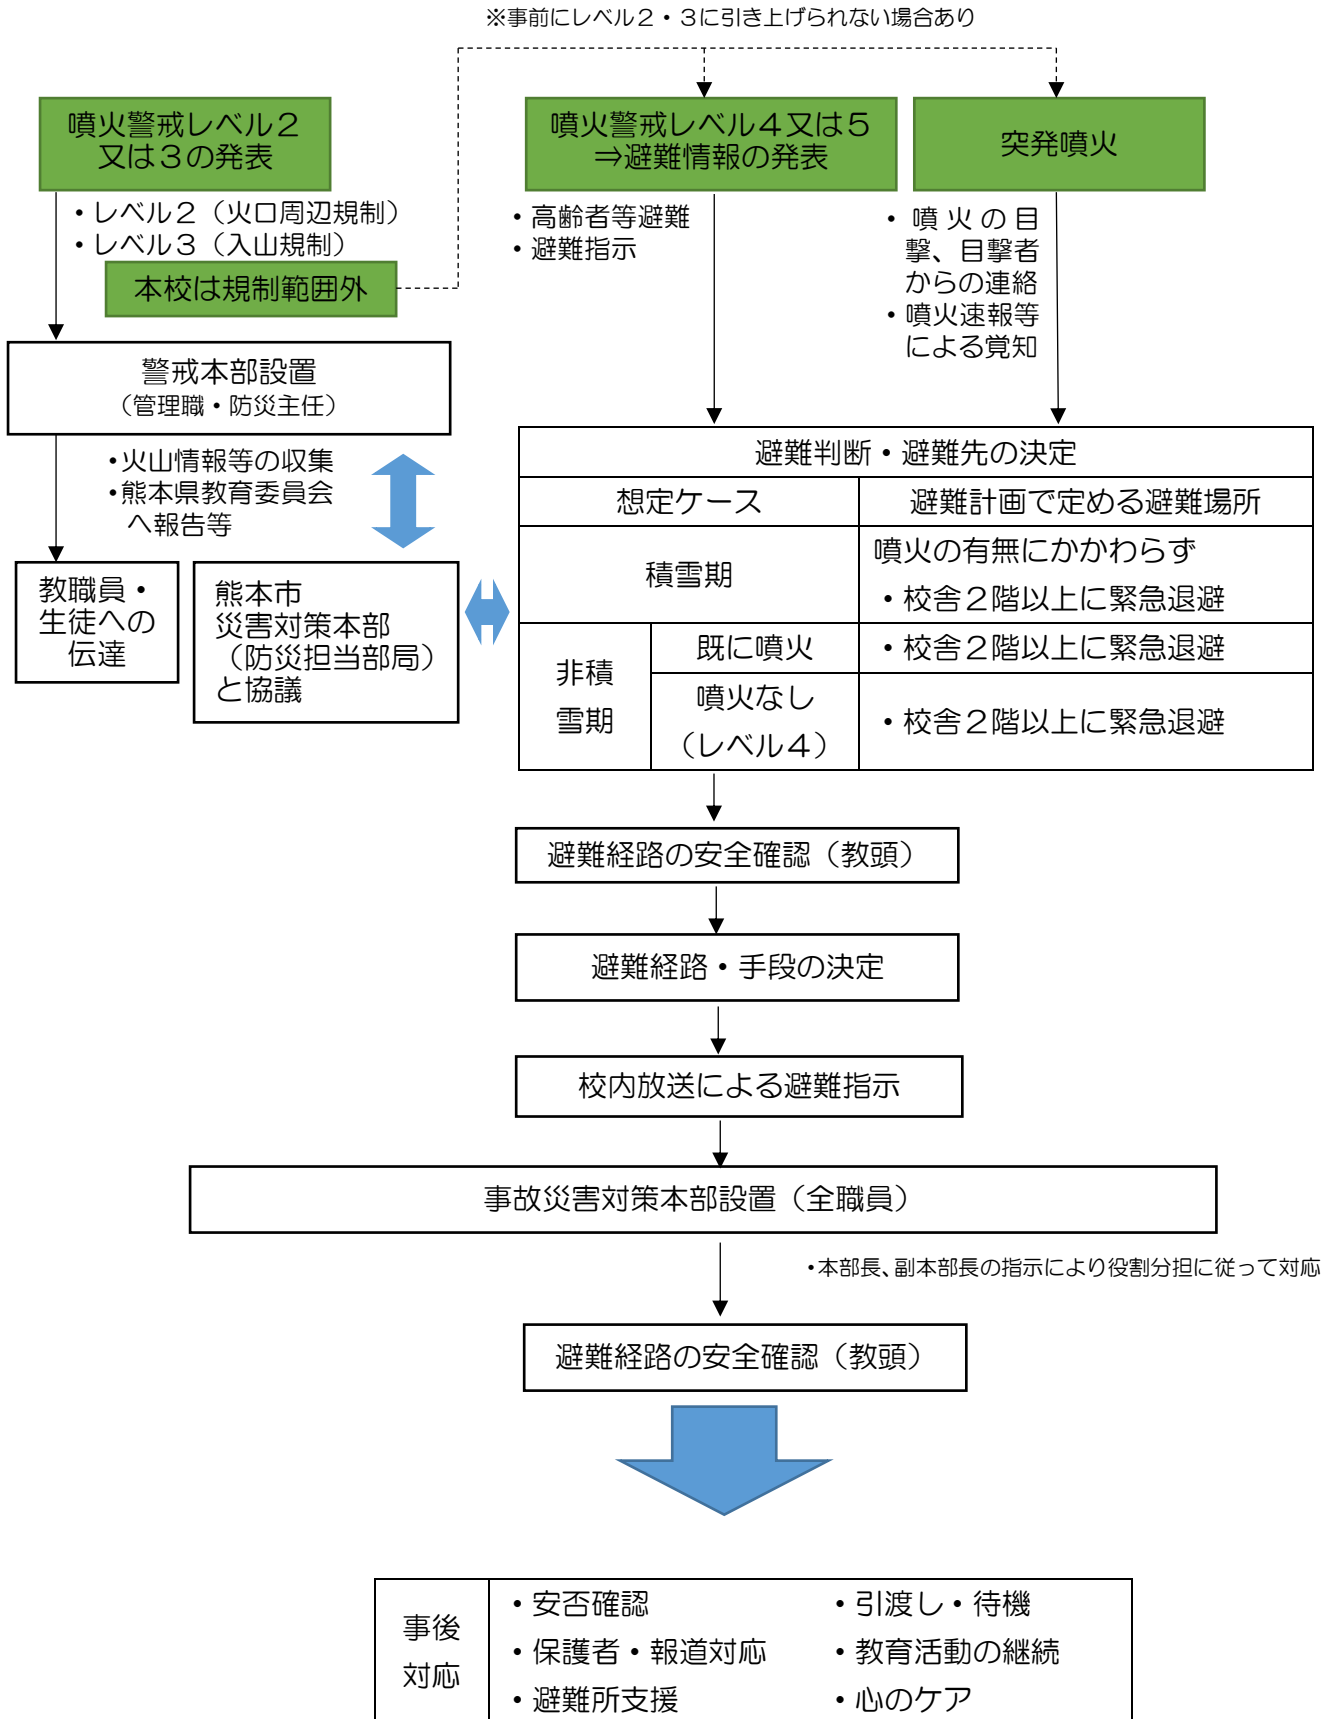 ※事前にレベル２・３に引き上げられない場合あり
噴火警戒レベル２
又は３の発表
・レベル２（火口周辺規制）
・レベル３（入山規制）
本校は規制範囲外
警戒本部設置
（管理職・防災主任）
・火山情報等の収集
・熊本県教育委員会
へ報告等
教職員・
生徒への
伝達
熊本市
災害対策本部
（防災担当部局）
と協議
噴火警戒レベル４又は５
⇒避難情報の発表
・高齢者等避難
・避難指示
突発噴火
・噴火の目
撃、目撃者
からの連絡
・噴火速報等
による覚知
避難判断・避難先の決定
想定ケース
避難計画で定める避難場所
積雪期
噴火の有無にかかわらず
・校舎２階以上に緊急退避
非積
雪期
既に噴火
・校舎２階以上に緊急退避
噴火なし
（レベル４）
・校舎２階以上に緊急退避
避難経路の安全確認（教頭）
避難経路・手段の決定
校内放送による避難指示
事故災害対策本部設置（全職員）
・本部長、副本部長の指示により役割分担に従って対応
避難経路の安全確認（教頭）
事後
対応
・安否確認
・保護者・報道対応
・避難所支援
・引渡し・待機
・教育活動の継続
・心のケア